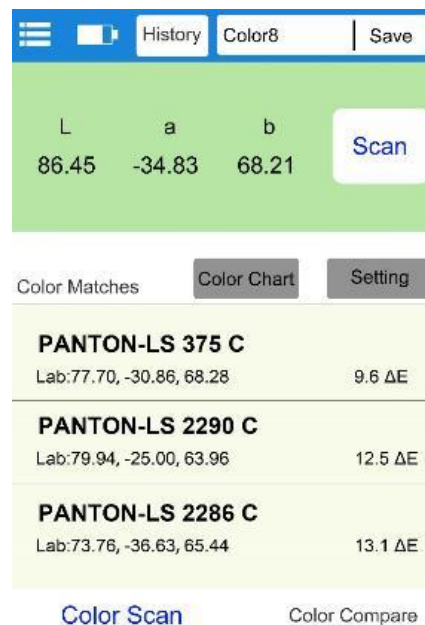 History Color8 Save
L a b
86.45 -34.83 68.21
Scan
Color Matches Color Chart Setting
PANTON-LS 375 C
Lab:77.70, -30.86, 68.28 9.6 ΔE
PANTON-LS 2290 C
Lab:79.94, -25.00, 63.96 12.5 ΔE
PANTON-LS 2286 C
Lab:73.76, -36.63, 65.44 13.1 ΔE
Color Scan Color Compare